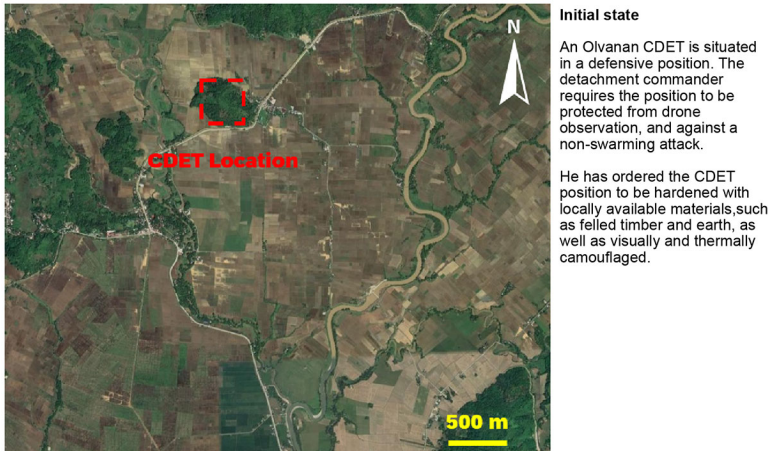 Initial state
An Olvanan CDET is situated
in a defensive position. The
detachment commander
requires the position to be
protected from drone
observation, and against a
non-swarming attack.
He has ordered the CDET
position to be hardened with
locally available materials,such
as felled timber and earth, as
well as visually and thermally
camouflaged.
N
CDET Location
500 m